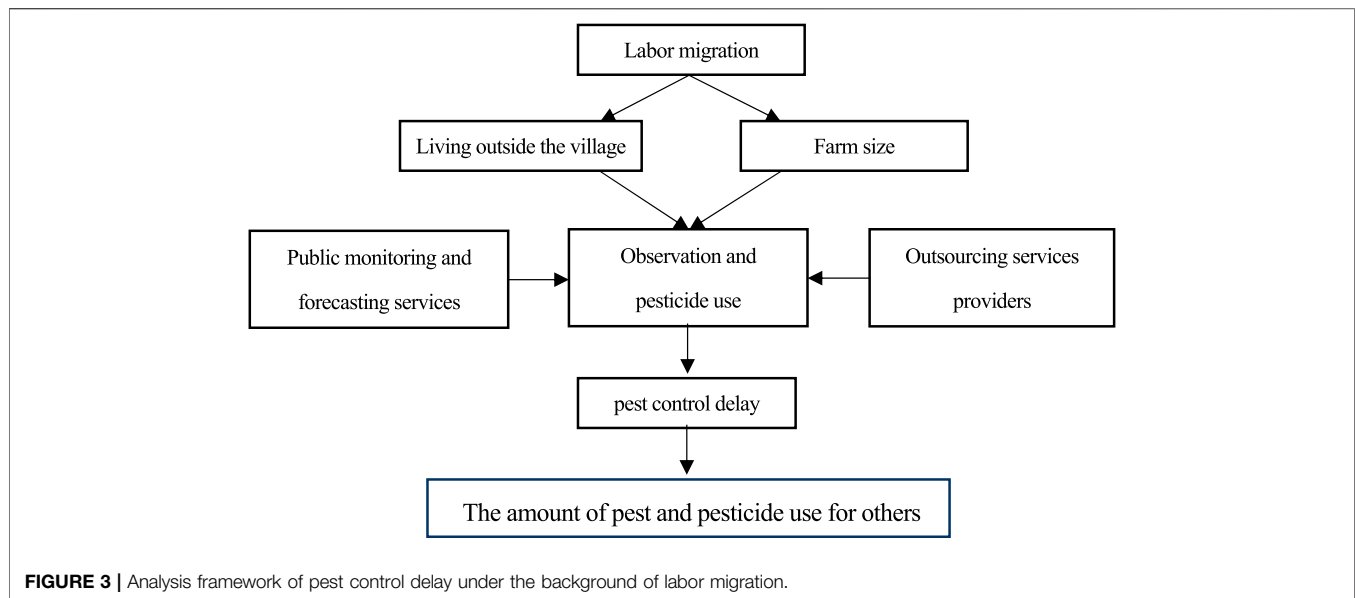 Labor migration
Living outside the village
Farm size
Public monitoring and
forecasting services
Observation and
pesticide use
Outsourcing services
providers
pest control delay
The amount of pest and pesticide use for others
FIGURE 3 | Analysis framework of pest control delay under the background of labor migration.